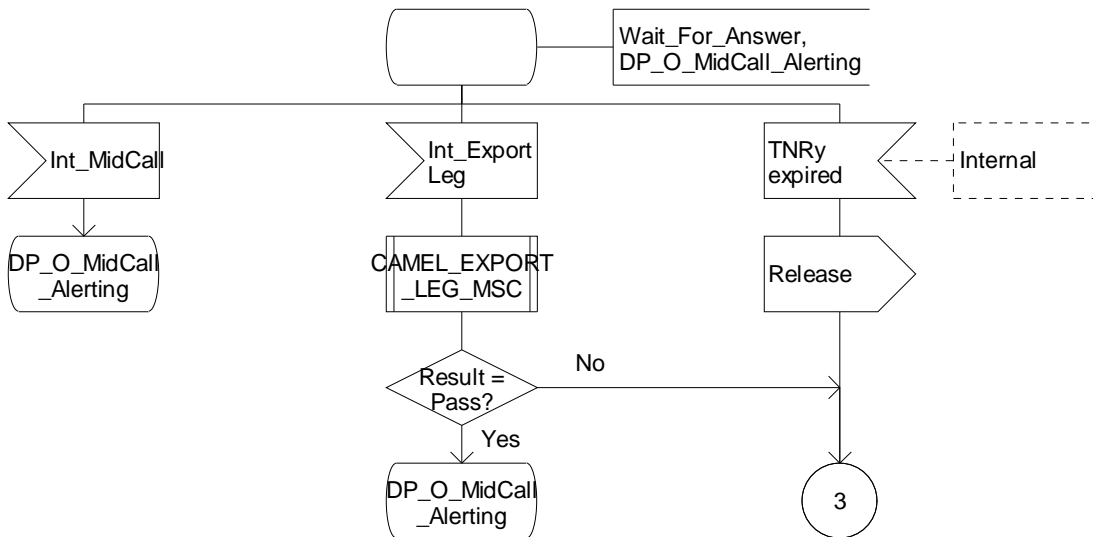 Wait_For_Answer,
DP_O_MidCall_Alerting
Int_MidCall
Int_Export
Leg
TNRy
expired
Internal
DP_O_MidCall
_Alerting
CAMEL_EXPORT
_LEG_MSC
Release
Result =
Pass?
No
Yes
DP_O_MidCall
_Alerting
3